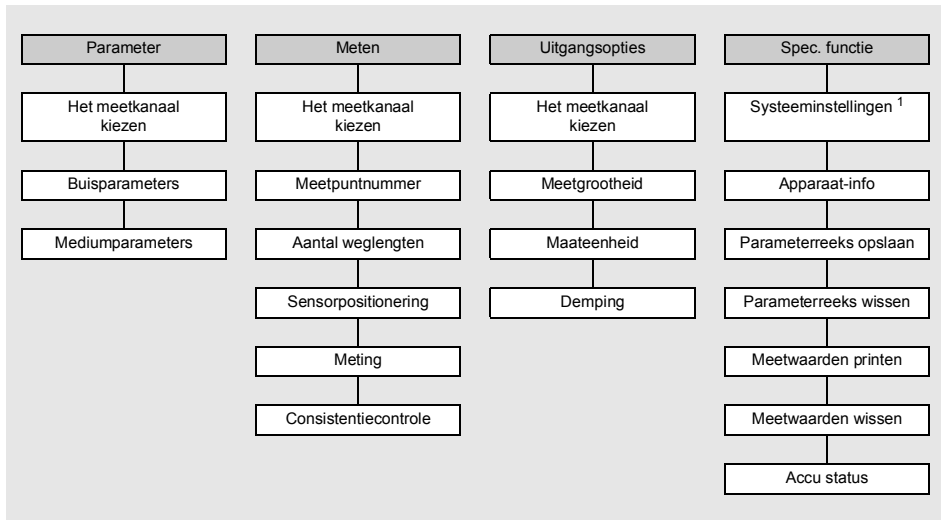 Parameter
Het meetkanaal
kiezen
Buisparameters
Mediumparameters
Meten
Het meetkanaal
kiezen
Meetpuntnummer
Aantal weglengten
Sensorpositionering
Meting
Consistentiecontrole
Uitgangsopties
Het meetkanaal
kiezen
Meetgrootheid
Maateenheid
Demping
Spec. functie
Systeeminstellingen 1
Apparaat-info
Parameterreeks opslaan
Parameterreeks wissen
Meetwaarden printen
Meetwaarden wissen
Accu status